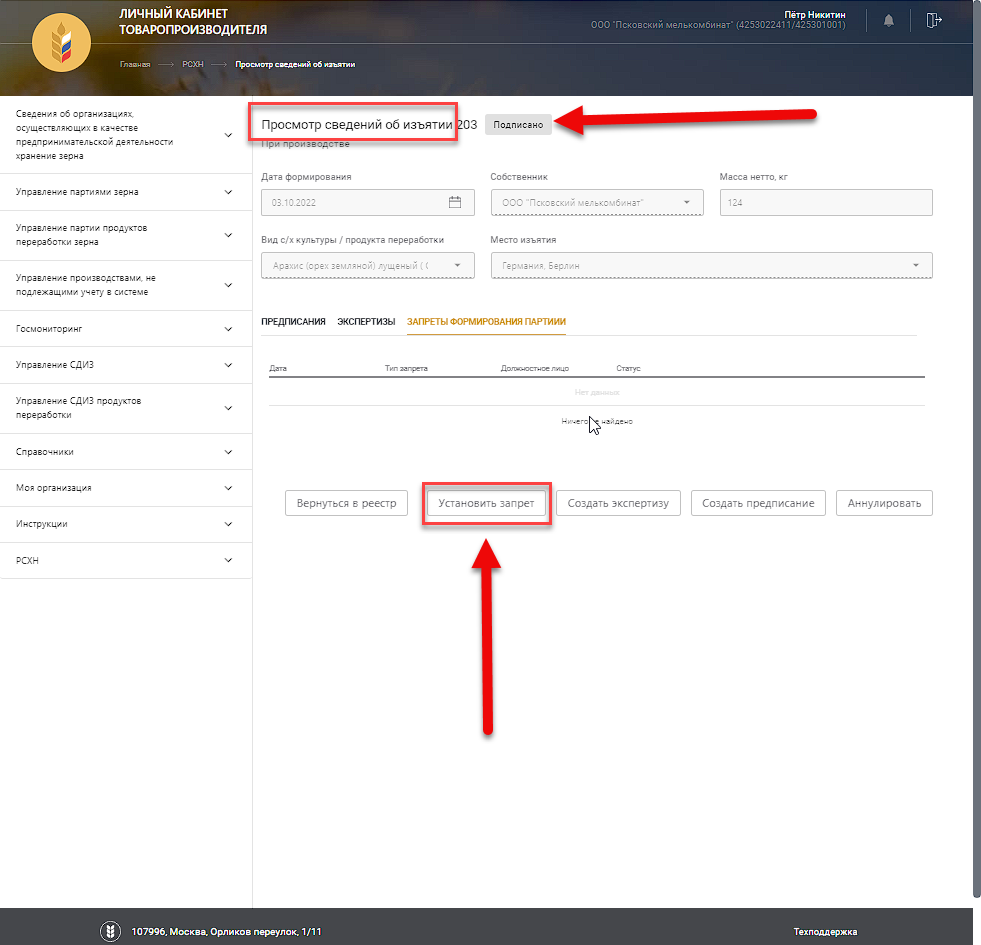 ЛИЧНЫЙ КАБИНЕТ
ТОВАРОПРОИЗВОДИТЕЛЯ
Пётр Никитин
ООО "Псковский мелькомбинат" (4253022411/425301001)
Главная РСХН Просмотр сведений об изъятии
Сведения об организациях,
осуществляющих в качестве
предпринимательской деятельности
хранение зерна
Управление партиями зерна
Управление партии продуктов
переработки зерна
Управление производствами, не
подлежащими учету в системе
Госмониторинг
Управление СДИЗ
Управление СДИЗ продуктов
переработки
Справочники
Моя организация
Инструкции
РСХН
Просмотр сведений об изъятии 203 Подписано
При производстве
Дата формирования Собственник Масса нетто, кг
03.10.2022 ООО "Псковский мелькомбинат" 124
Вид с/х культуры / продукта переработки Место изъятия
Арахис (орех земляной) лущеный ( Германия, Берлин
ПРЕДПИСАНИЯ ЭКСПЕРТИЗЫ ЗАПРЕТЫ ФОРМИРОВАНИЯ ПАРТИИИ
Дата Тип запрета Должностное лицо Статус
Нет данных
Ничего найдено
Вернуться в реестр Установить запрет Создать экспертизу Создать предписание Аннулировать
107996, Москва, Орликов переулок, 1/11 Техподдержка